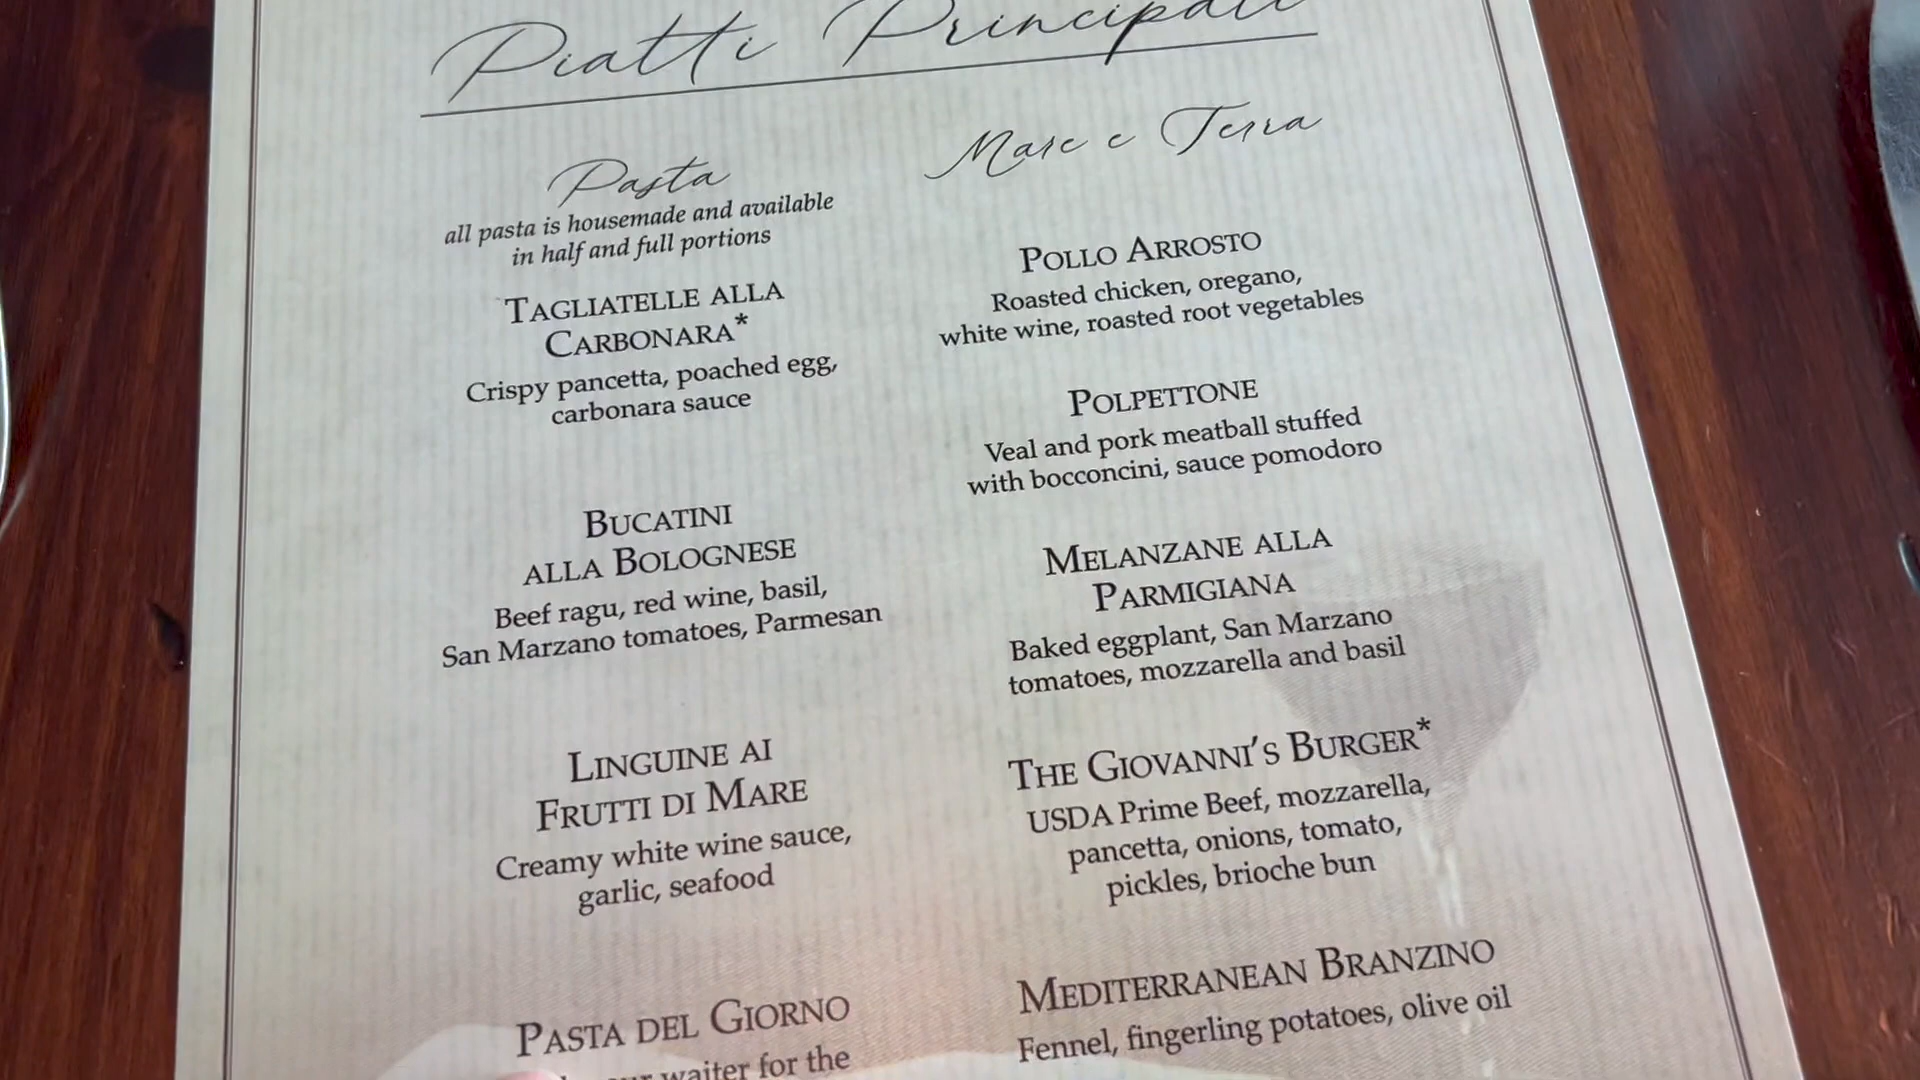 Piatti Principali
Pasta
all pasta is housemade and available
in half and full portions
TAGLIATELLE ALLA
CARBONARA*
Crispy pancetta, poached egg,
carbonara sauce
BUCATINI
ALLA BOLOGNESE
Beef ragu, red wine, basil,
San Marzano tomatoes, Parmesan
LINGUINE AI
FRUTTI DI MARE
Creamy white wine sauce,
garlic, seafood
PASTA DEL GIORNO
waiter for the
Mare e Terra
POLLO ARROSTO
Roasted chicken, oregano,
white wine, roasted root vegetables
POLPETTONE
Veal and pork meatball stuffed
with bocconcini, sauce pomodoro
MELANZANE ALLA
PARMIGIANA
Baked eggplant, San Marzano
tomatoes, mozzarella and basil
THE GIOVANNI'S BURGER*
USDA Prime Beef, mozzarella,
pancetta, onions, tomato,
pickles, brioche bun
MEDITERRANEAN BRANZINO
Fennel, fingerling potatoes, olive oil